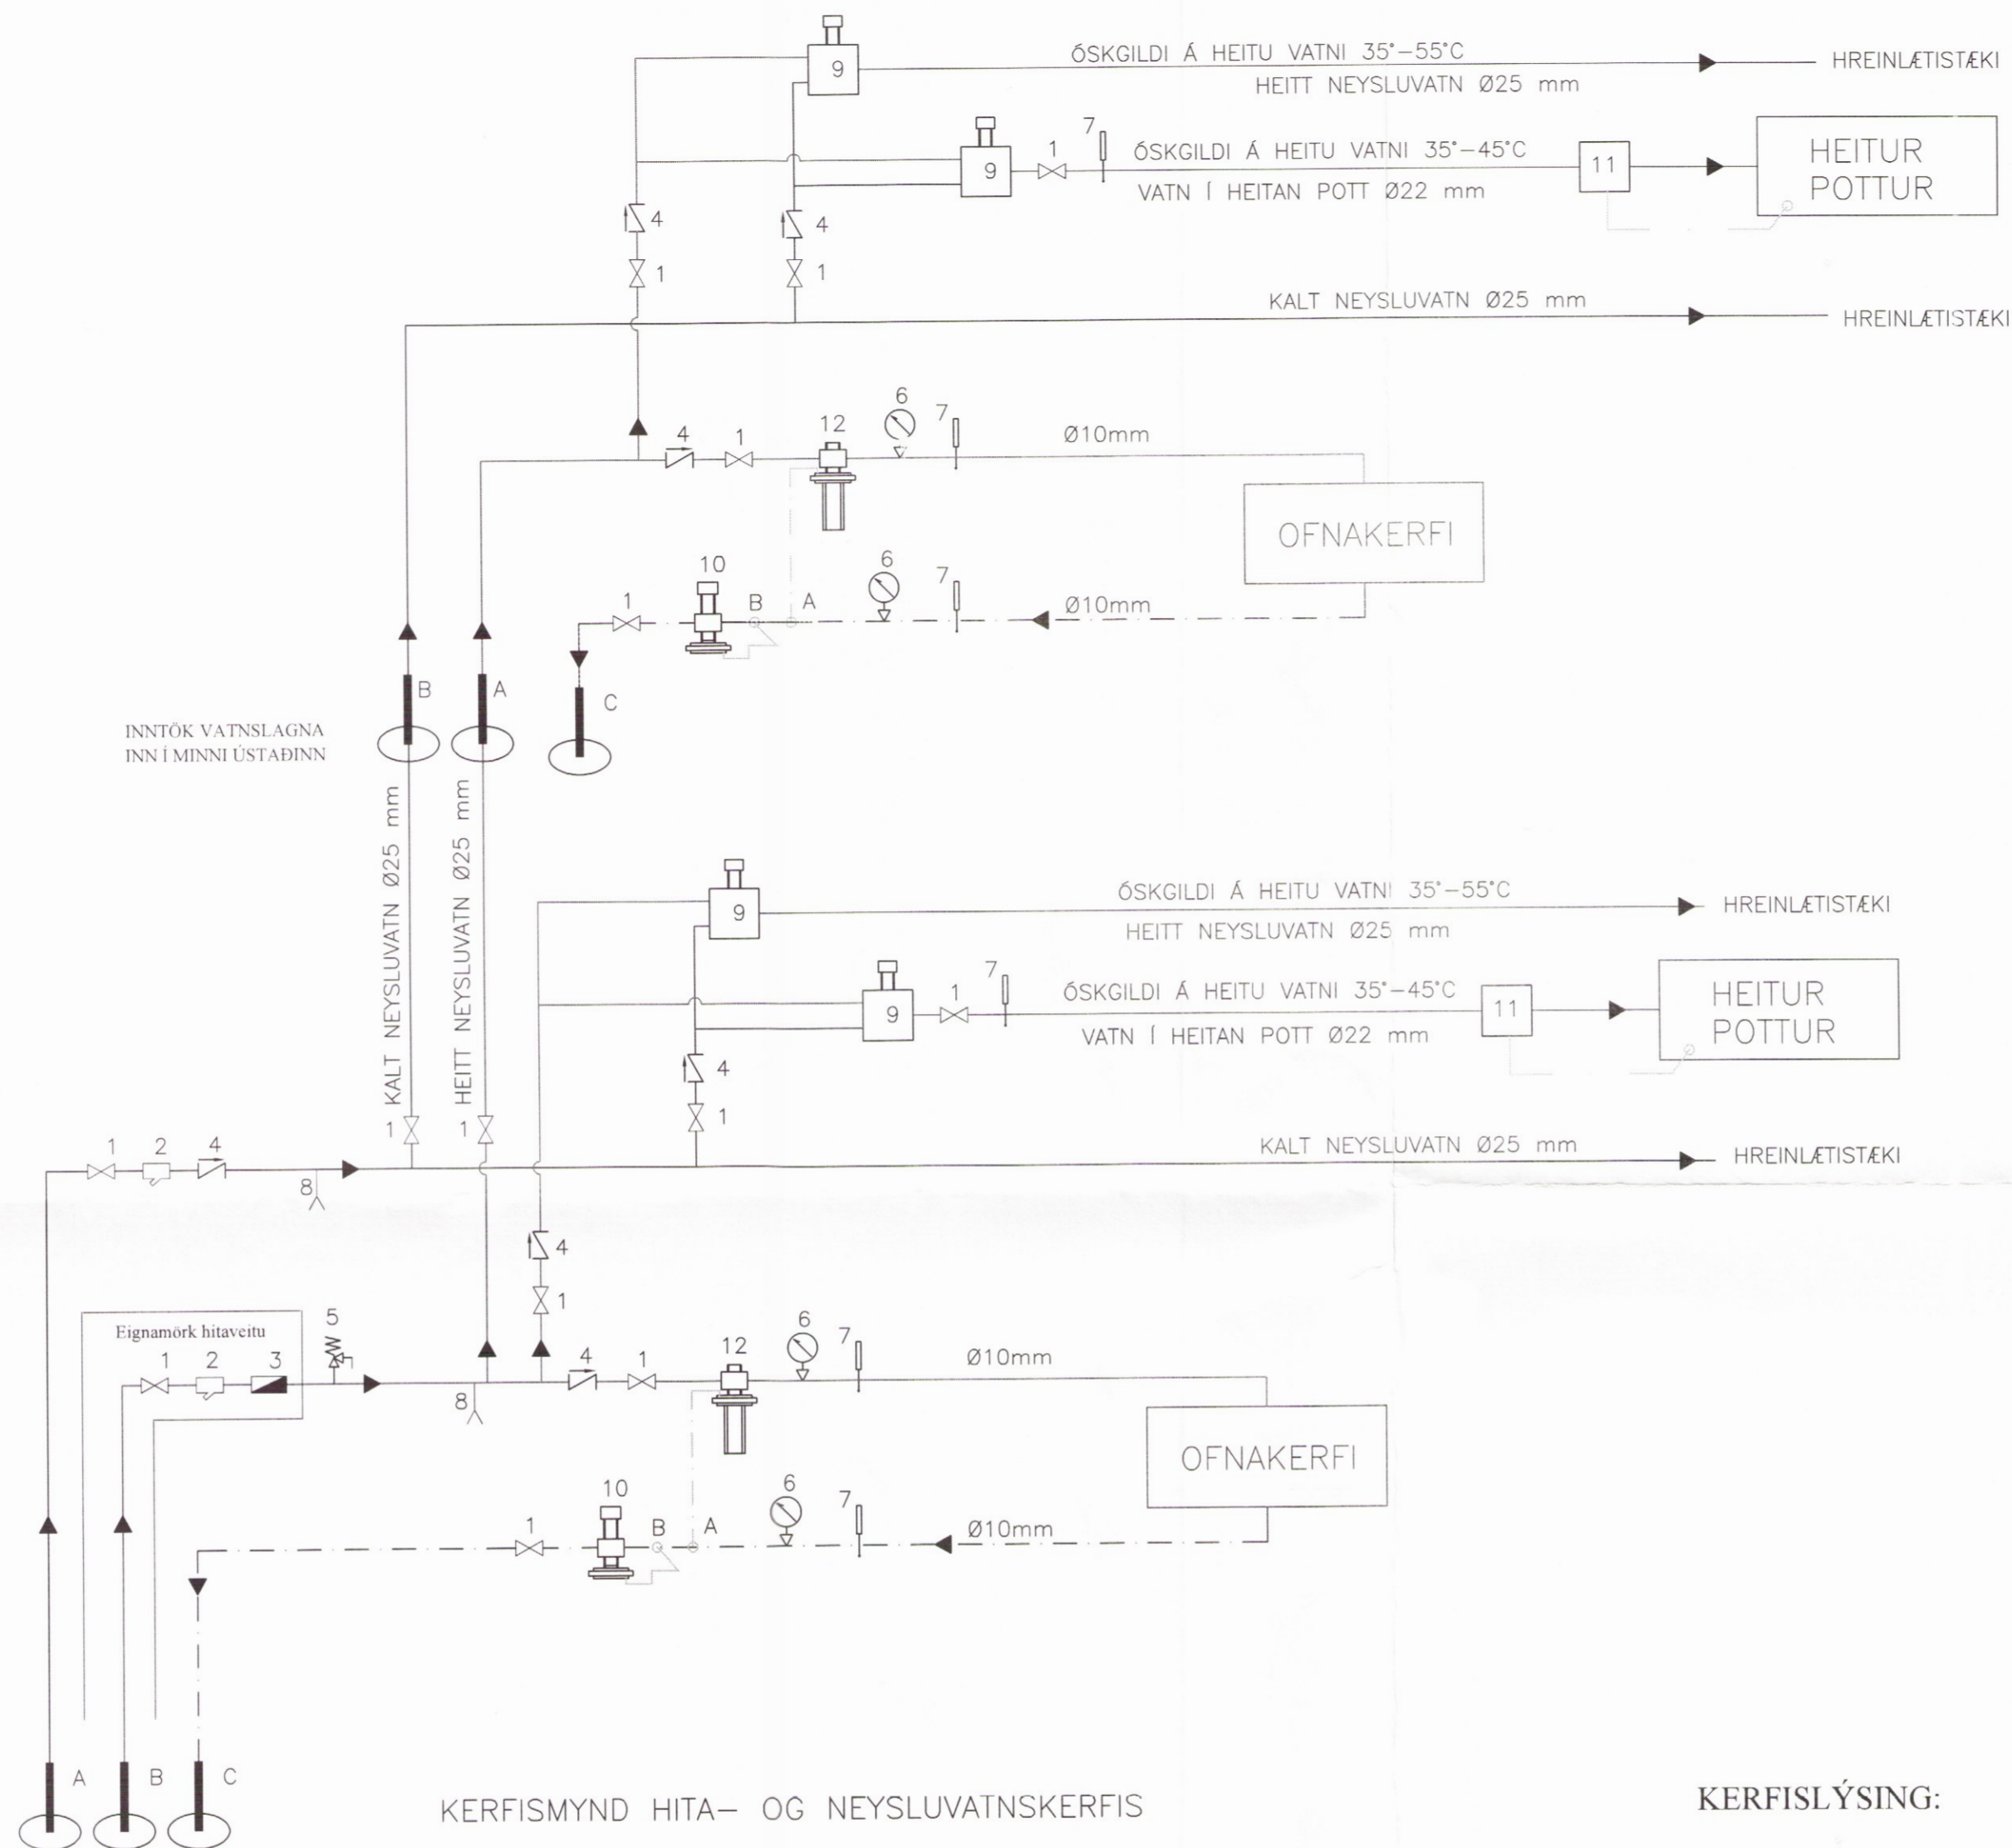 9
ÓSKGILDI Á HEITU VATNI 35°-55°C
HEITT NEYSLUVATN Ø25 mm
HREINLÆTISTÆKI
9
1
7
ÓSKGILDI Á HEITU VATNI 35°-45°C
VATN Í HEITAN POTT Ø22 mm
11
HEITUR
POTTUR
4
4
1
1
KALT NEYSLUVATN Ø25 mm
HREINLÆTISTÆKI
4
1
12
6
7
Ø10mm
OFNAKERFI
1
10
B
A
6
7
Ø10mm
B
A
C
INNTÖK VATNSLAGNA
INN Í MINNI ÚSTAÐINN
KALT NEYSLUVATN Ø25 mm
HEITT NEYSLUVATN Ø25 mm
9
ÓSKGILDI Á HEITU VATNI 35°-55°C
HEITT NEYSLUVATN Ø25 mm
HREINLÆTISTÆKI
9
1
7
ÓSKGILDI Á HEITU VATNI 35°-45°C
VATN Í HEITAN POTT Ø22 mm
11
HEITUR
POTTUR
4
1
1
1
1
2
4
8
KALT NEYSLUVATN Ø25 mm
HREINLÆTISTÆKI
4
1
Eignamörk hitaveitu
1
2
3
5
8
4
1
12
6
7
Ø10mm
OFNAKERFI
1
10
B
A
6
7
Ø10mm
A
B
C
KERFISMYND HITA- OG NEYSLUVATNSKERFIS
KERFISLÝSING: